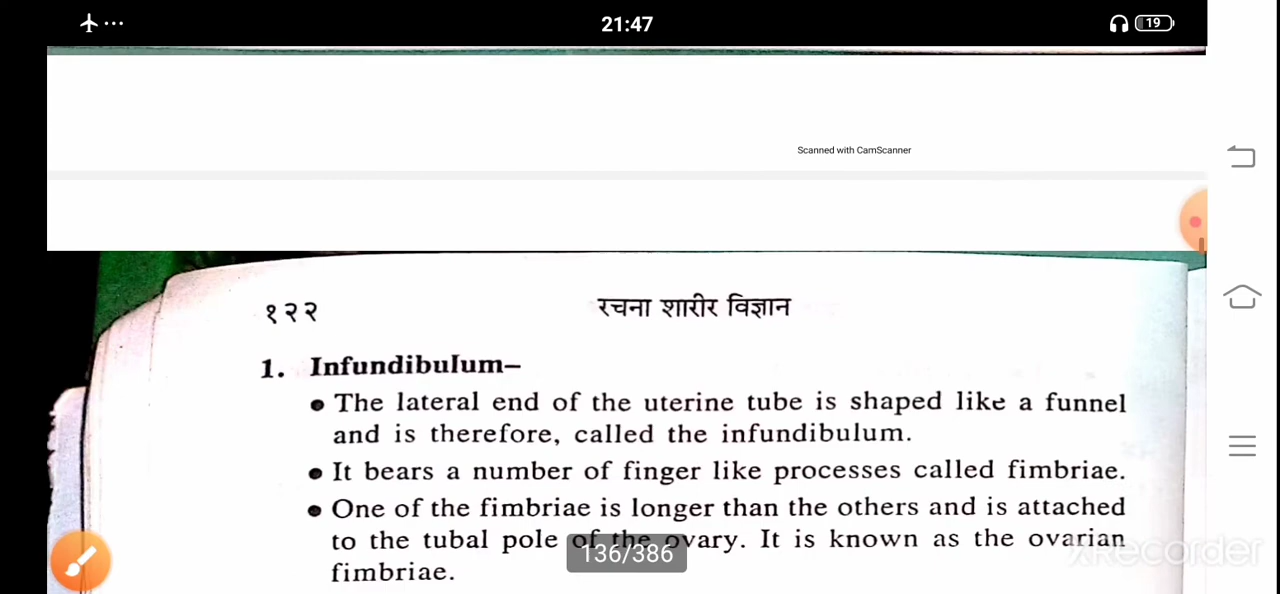 21:47
19
Scanned with CamScanner
१२२
रचना शारीर विज्ञान
1. Infundibulum–
• The lateral end of the uterine tube is shaped like a funnel
and is therefore, called the infundibulum.
• It bears a number of finger like processes called fimbriae.
• One of the fimbriae is longer than the others and is attached
to the tubal pole of the ovary. It is known as the ovarian
fimbriae.
136/386
XRecorder